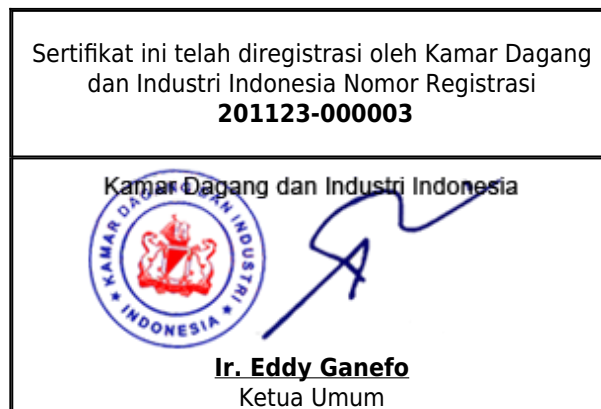 Sertifikat ini telah diregistrasi oleh Kamar Dagang
dan Industri Indonesia Nomor Registrasi
201123-000003
Kamar Dagang dan Industri Indonesia
KAMAR DAGANG DAN INDUSTRI
INDONESIA
Ir. Eddy Ganefo
Ketua Umum